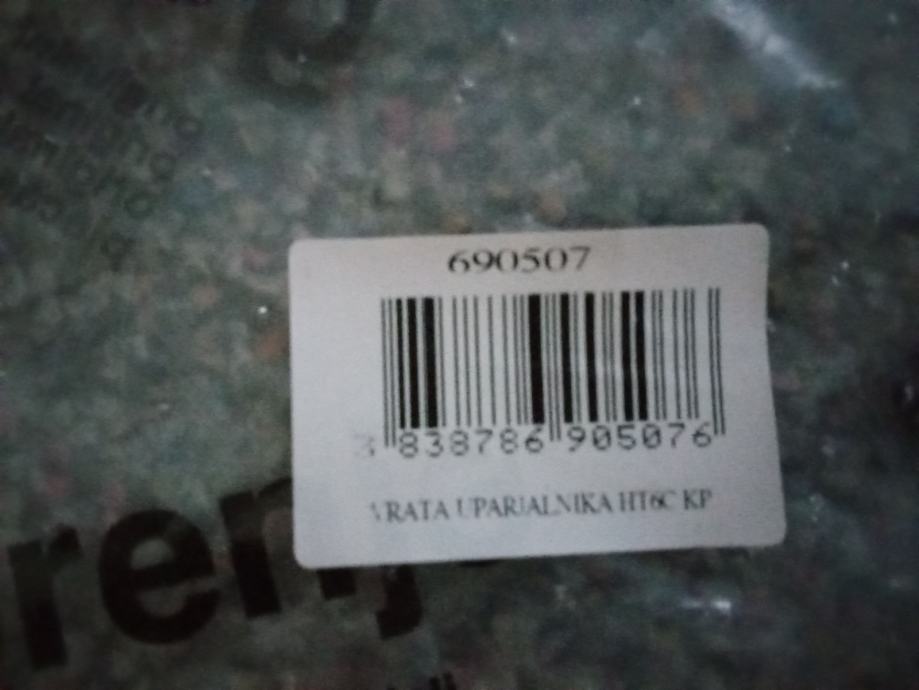 690507
3 838786 905076
VRATA UPARJALNIKA HT6C KP